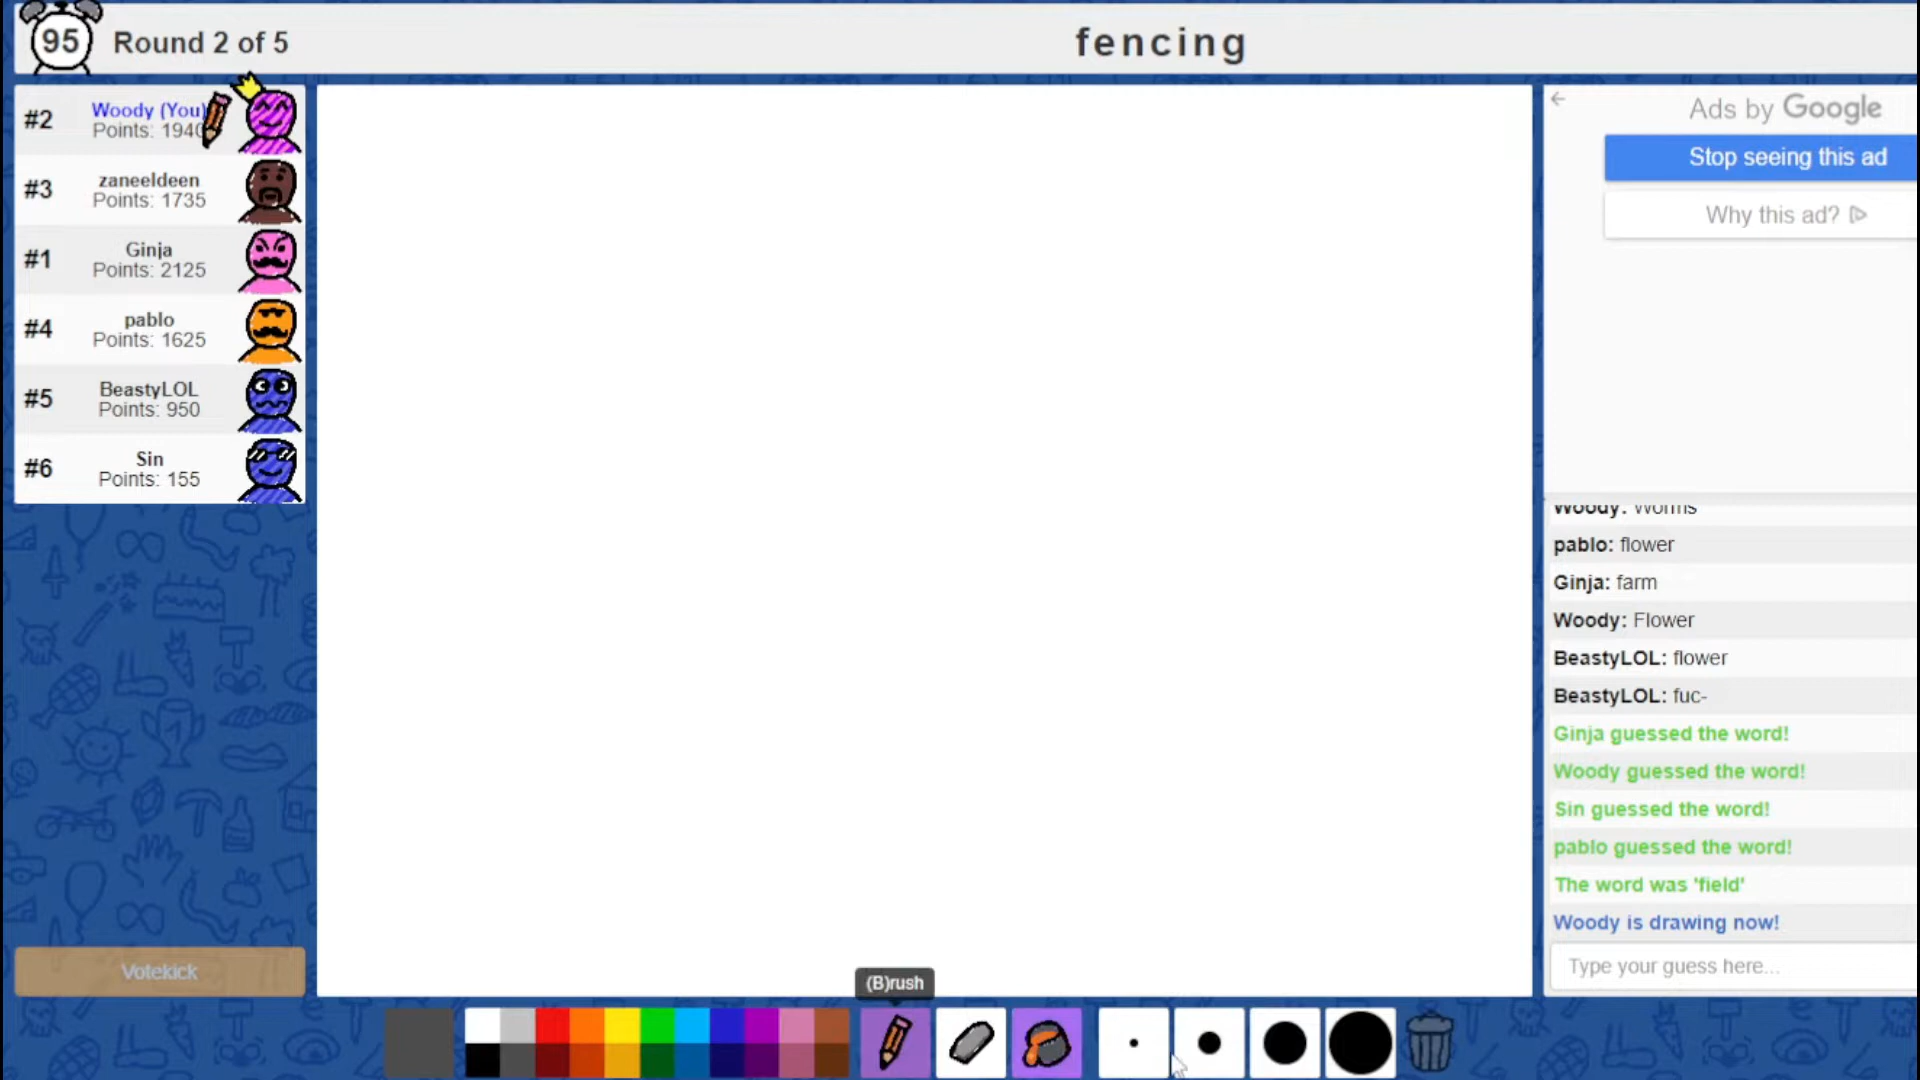 95
Round 2 of 5
fencing
#2
Woody (You)
Points: 1940
#3
zaneeldeen
Points: 1735
#1
Ginja
Points: 2125
#4
pablo
Points: 1625
#5
BeastyLOL
Points: 950
#6
Sin
Points: 155
Votekick
Ads by Google
Stop seeing this ad
Why this ad?
Woody: Worms
pablo: flower
Ginja: farm
Woody: Flower
BeastyLOL: flower
BeastyLOL: fuc-
Ginja guessed the word!
Woody guessed the word!
Sin guessed the word!
pablo guessed the word!
The word was 'field'
Woody is drawing now!
Type your guess here...
(B)rush